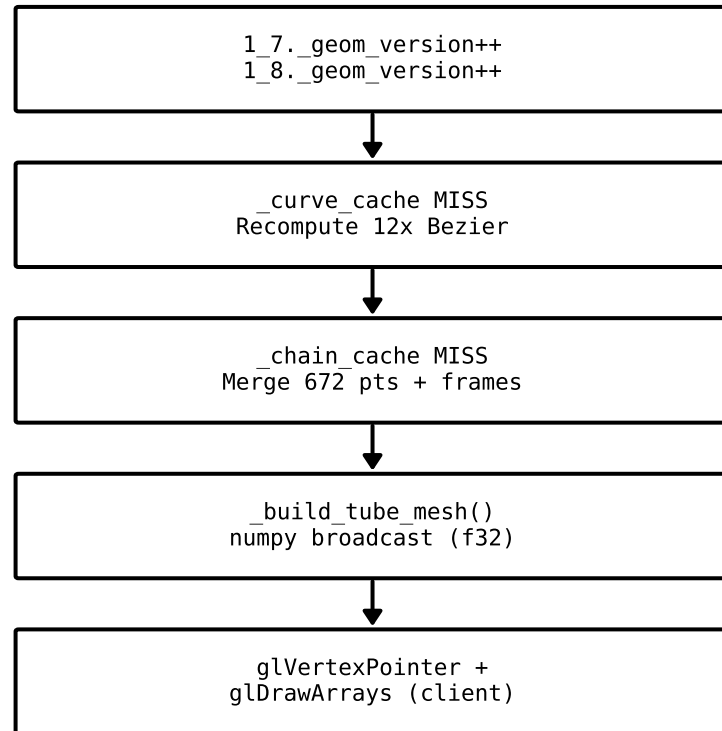 1_7._geom_version++
1_8._geom_version++
_curve_cache MISS
Recompute 12x Bezier
_chain_cache MISS
Merge 672 pts + frames
_build_tube_mesh()
numpy broadcast (f32)
glVertexPointer +
glDrawArrays (client)